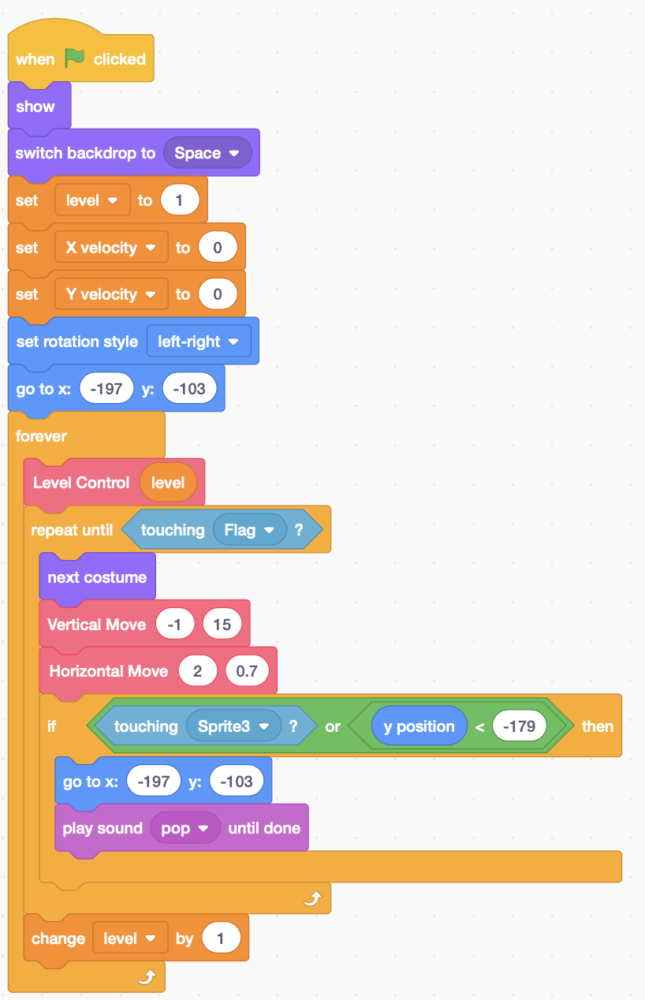 when clicked
show
switch backdrop to Space
set level to 1
set X velocity to 0
set Y velocity to 0
set rotation style left-right
go to x: -197 y: -103
forever
Level Control level
repeat until touching Flag ?
next costume
Vertical Move -1 15
Horizontal Move 2 0.7
if touching Sprite3 ? or y position < -179 then
go to x: -197 y: -103
play sound pop until done
change level by 1